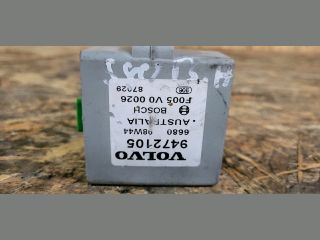 VOLVO
9472105
6680 98W44
• AUSTRALIA
BOSCH
F005 V0 0026
87029